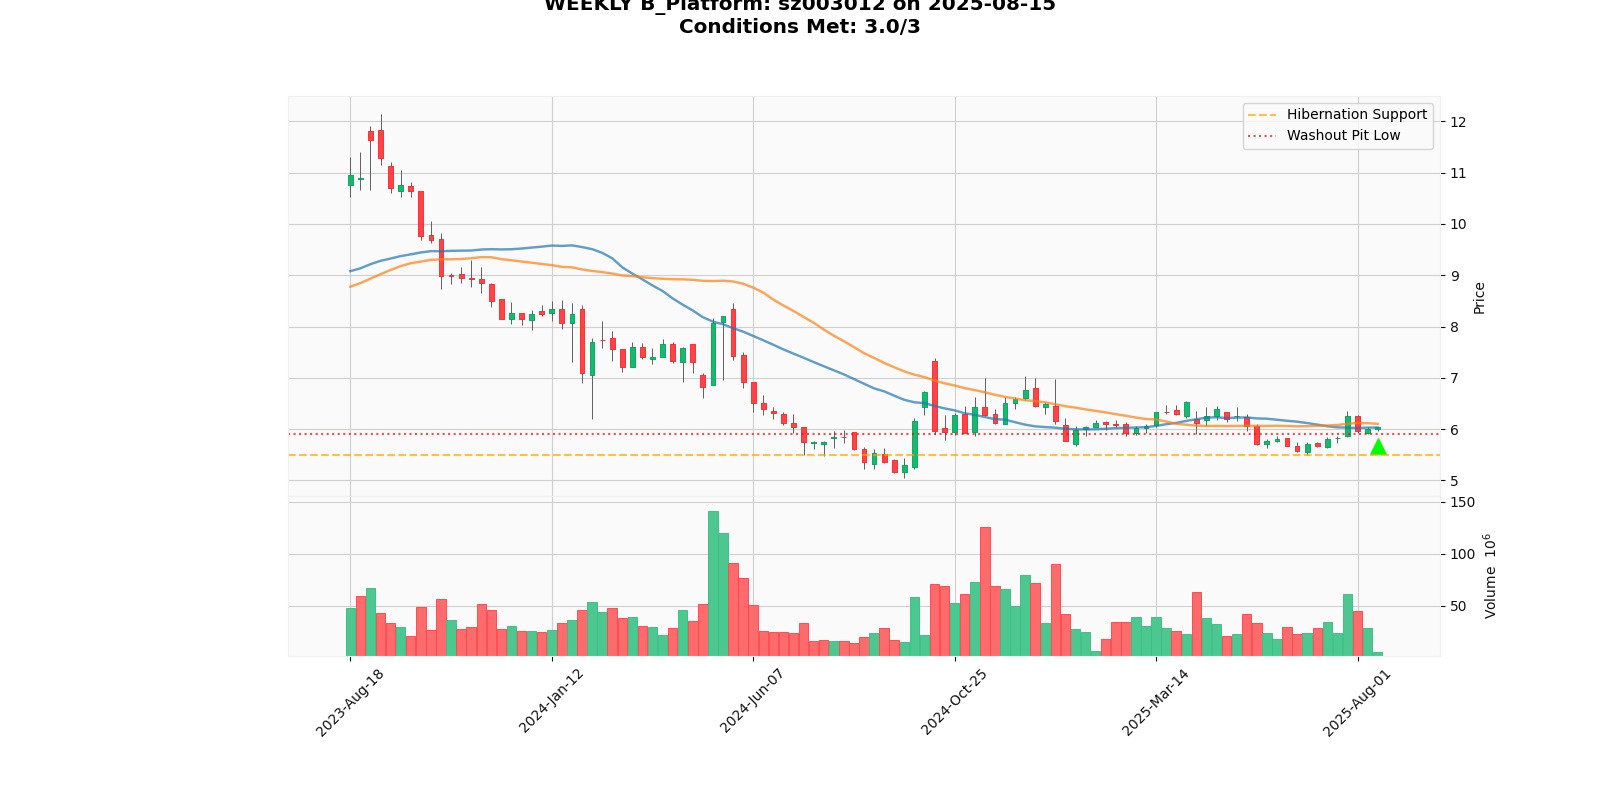 WEEKLY B_Platform: sz003012 on 2025-08-15
Conditions Met: 3.0/3
Hibernation Support
Washout Pit Low
12
11
10
9
8
7
6
5
Price
150
100
50
Volume 10⁶
2023-Aug-18
2024-Jan-12
2024-Jun-07
2024-Oct-25
2025-Mar-14
2025-Aug-01